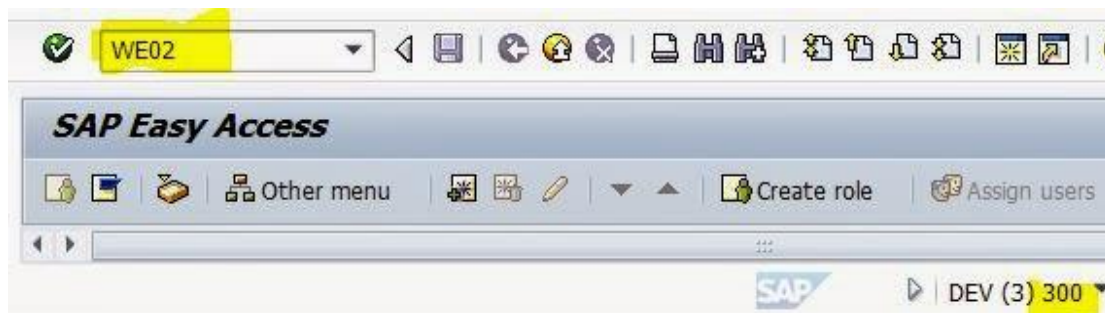 WE02
SAP Easy Access
Other menu Create role Assign users
SAP DEV (3) 300